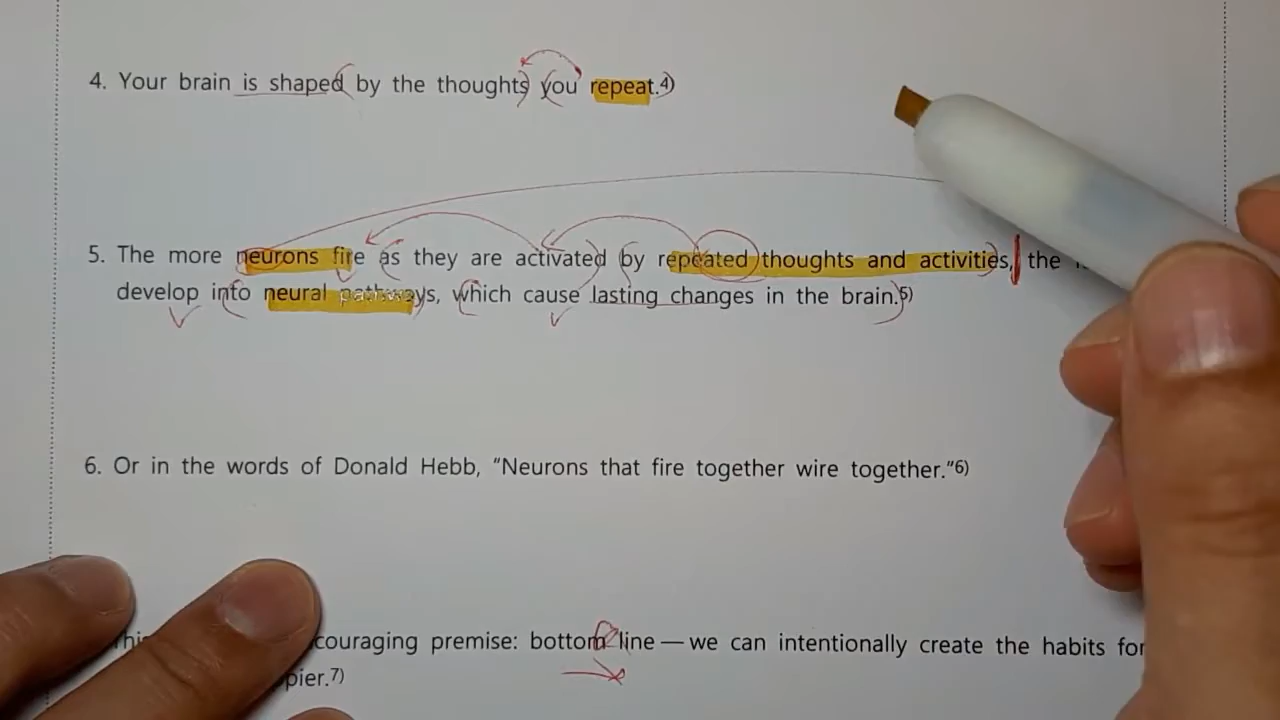 4. Your brain is shaped by the thoughts you repeat.4)
5. The more neurons fire as they are activated by repeated thoughts and activities, the
develop into neural pathways, which cause lasting changes in the brain.5)
6. Or in the words of Donald Hebb, “Neurons that fire together wire together.”6)
premise: bottom line — we can intentionally create the habits for
7)